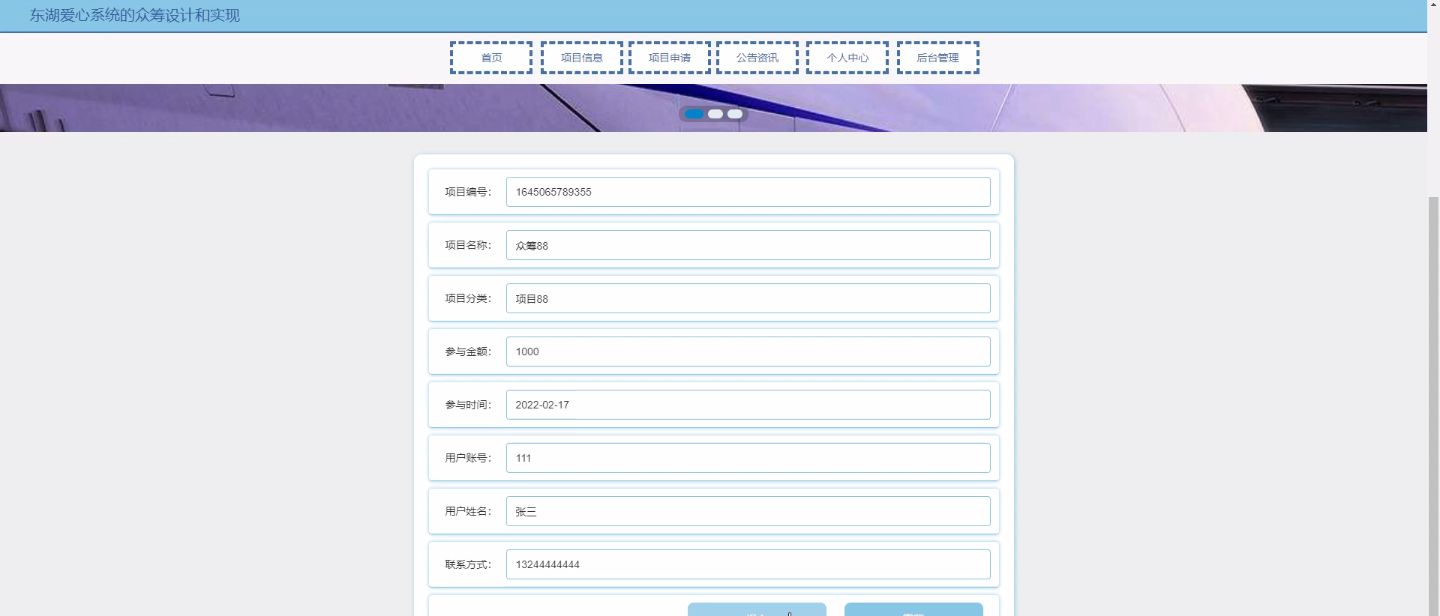 东湖爱心系统的众筹设计和实现
首页 项目信息 项目申请 公告资讯 个人中心 后台管理
项目编号： 1645065789355
项目名称： 众筹88
项目分类： 项目88
参与金额： 1000
参与时间： 2022-02-17
用户账号： 111
用户姓名： 张三
联系方式： 13244444444